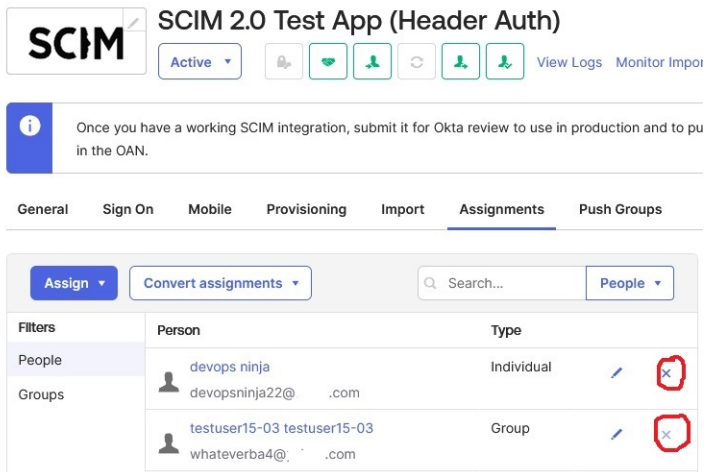 SCIM
SCIM 2.0 Test App (Header Auth)
Active
View Logs Monitor Impor
Once you have a working SCIM integration, submit it for Okta review to use in production and to pu
in the OAN.
General Sign On Mobile Provisioning Import Assignments Push Groups
Assign Convert assignments Search... People
Filters Person Type
People devops ninja Individual
devopsninja22@ .com
Groups
testuser15-03 testuser15-03 Group
whateverba4@ .com